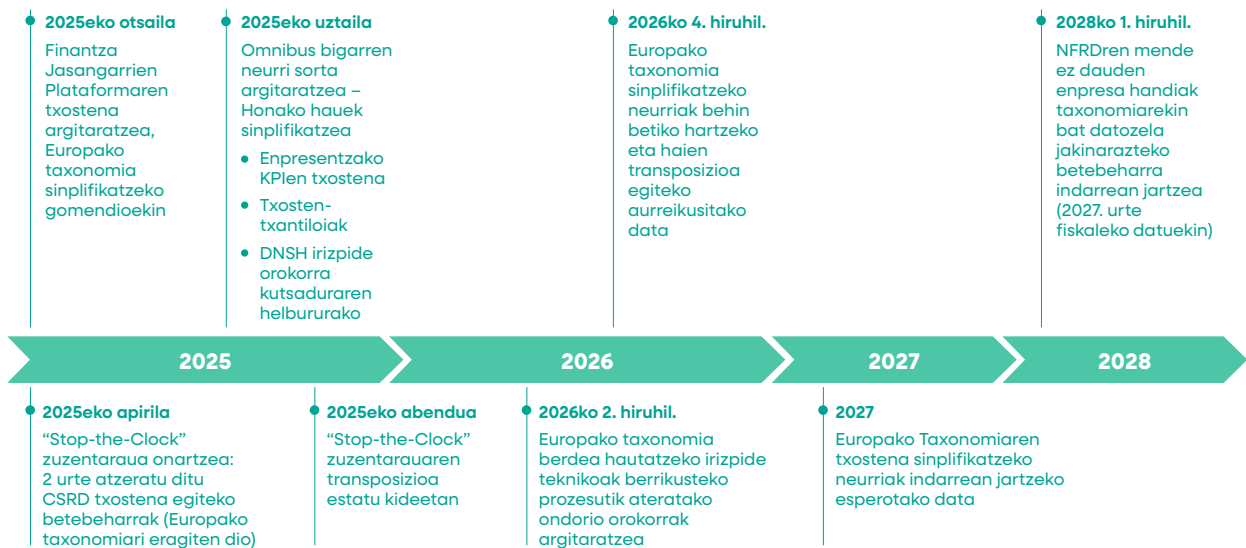 2025eko otsaila
Finantza
Jasangarrien
Plataformaren
txostena
argitaratzea,
Europako
taxonomia
sinplifikatzeko
gomendioekin
2025eko uztaila
Omnibus bigarren
neurri sorta
argitaratzea –
Honako hauek
sinplifikatzea
• Enpresentzako
KPIen txostena
• Txosten-
txantiloiak
• DNSH irizpide
orokorra
kutsaduraren
helbururako
2026ko 4. hiruhil.
Europako
taxonomia
sinplifikatzeko
neurriak behin
betiko hartzeko
eta haien
transposizioa
egiteko
aurreikusitako
data
2028ko 1. hiruhil.
NFRDren mende
ez dauden
enpresa handiak
taxonomiarekin
bat datozela
jakinarazteko
betebeharra
indarrean jartzea
(2027. urte
fiskaleko datuekin)
2025
2026
2027
2028
2025eko apirila
“Stop-the-Clock”
zuzentaraua onartzea:
2 urte atzeratu ditu
CSRD txostena egiteko
betebeharrak (Europako
taxonomiari eragiten dio)
2025eko abendua
“Stop-the-Clock”
zuzentarauaren
transposizioa
estatu kideetan
2026ko 2. hiruhil.
Europako taxonomia
berdea hautatzeko irizpide
teknikoak berrikusteko
prozesutik ateratako
ondorio orokorrak
argitaratzea
2027
Europako Taxonomiaren
txostena sinplifikatzeko
neurriak indarrean jartzeko
esperotako data